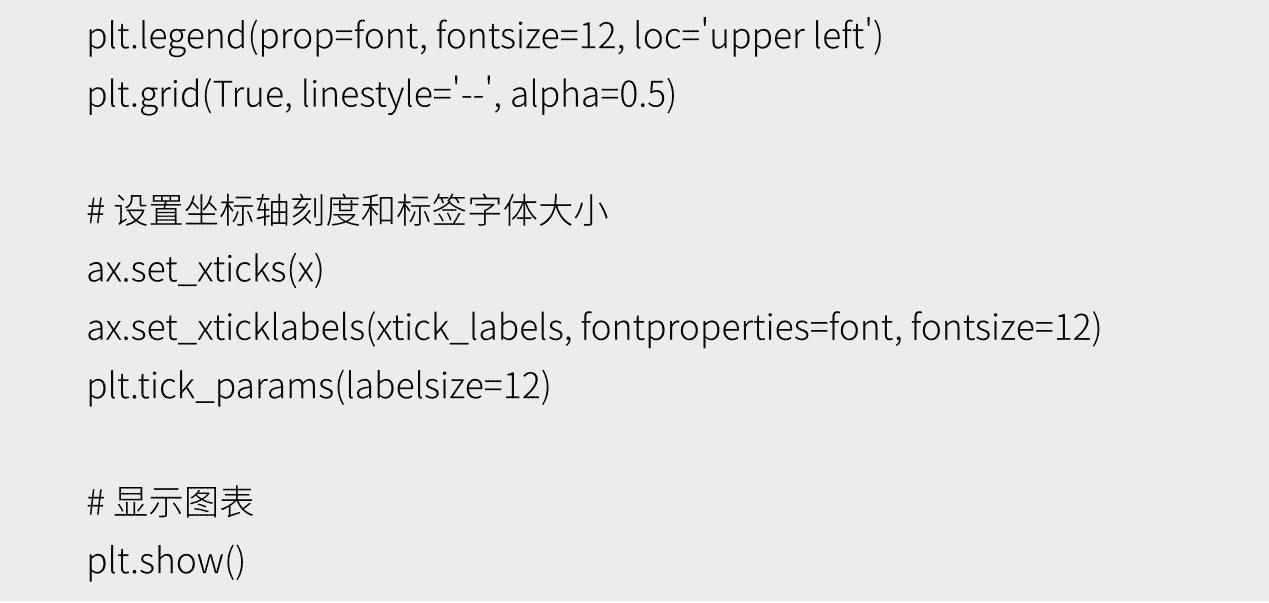 plt.legend(prop=font, fontsize=12, loc='upper left')
plt.grid(True, linestyle='--', alpha=0.5)
# 设置坐标轴刻度和标签字体大小
ax.set_xticks(x)
ax.set_xticklabels(xtick_labels, fontproperties=font, fontsize=12)
plt.tick_params(labelsize=12)
# 显示图表
plt.show()